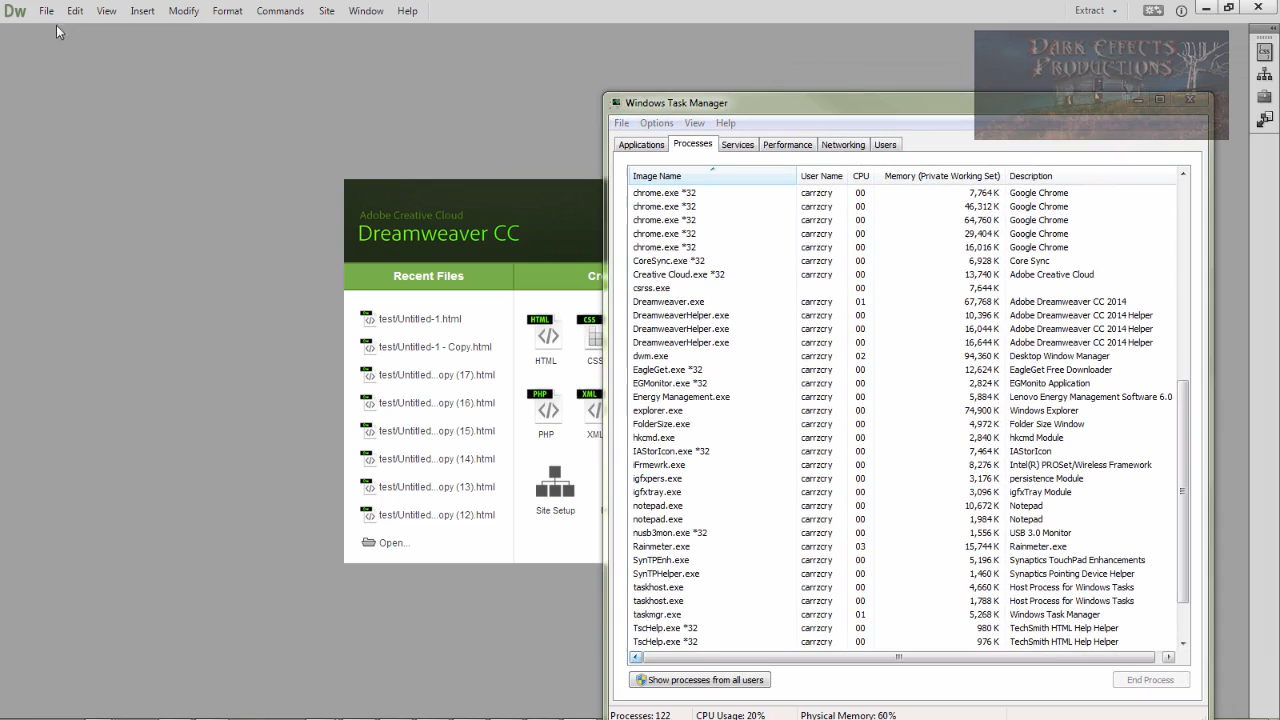 Dw File Edit View Insert Modify Format Commands Site Window Help Extract
DARK EFFECTS
PRODUCTIONS
Adobe Creative Cloud
Dreamweaver CC
Recent Files
test/Untitled-1.html
test/Untitled-1 - Copy.html
test/Untitled...opy (17).html
test/Untitled...opy (16).html
test/Untitled...opy (15).html
test/Untitled...opy (14).html
test/Untitled...opy (13).html
test/Untitled...opy (12).html
Open...
Cr
HTML
HTML
CSS
CSS
PHP
PHP
XML
XML
Site Setup
Windows Task Manager
File Options View Help
Applications Processes Services Performance Networking Users
Image Name User Name CPU Memory (Private Working Set) Description
chrome.exe *32 carrzcry 00 7,764 K Google Chrome
chrome.exe *32 carrzcry 00 46,312 K Google Chrome
chrome.exe *32 carrzcry 00 64,760 K Google Chrome
chrome.exe *32 carrzcry 00 29,404 K Google Chrome
chrome.exe *32 carrzcry 00 16,016 K Google Chrome
CoreSync.exe *32 carrzcry 00 6,928 K Core Sync
Creative Cloud.exe *32 carrzcry 00 13,740 K Adobe Creative Cloud
csrss.exe 00 7,644 K
Dreamweaver.exe carrzcry 01 67,768 K Adobe Dreamweaver CC 2014
DreamweaverHelper.exe carrzcry 00 10,396 K Adobe Dreamweaver CC 2014 Helper
DreamweaverHelper.exe carrzcry 00 16,044 K Adobe Dreamweaver CC 2014 Helper
DreamweaverHelper.exe carrzcry 00 16,644 K Adobe Dreamweaver CC 2014 Helper
dwm.exe carrzcry 02 94,360 K Desktop Window Manager
EagleGet.exe *32 carrzcry 00 12,624 K EagleGet Free Downloader
EGMonitor.exe *32 carrzcry 00 2,824 K EGMonito Application
Energy Management.exe carrzcry 00 5,884 K Lenovo Energy Management Software 6.0
explorer.exe carrzcry 00 74,900 K Windows Explorer
FolderSize.exe carrzcry 00 4,972 K Folder Size Window
hkcmd.exe carrzcry 00 2,840 K hkcmd Module
IAStorIcon.exe *32 carrzcry 00 7,464 K IAStorIcon
iFrmewrk.exe carrzcry 00 8,276 K Intel(R) PROSet/Wireless Framework
igfxpers.exe carrzcry 00 3,176 K persistence Module
igfxtray.exe carrzcry 00 3,096 K igfxTray Module
notepad.exe carrzcry 00 10,672 K Notepad
notepad.exe carrzcry 00 1,984 K Notepad
nusb3mon.exe *32 carrzcry 00 1,556 K USB 3.0 Monitor
Rainmeter.exe carrzcry 03 15,744 K Rainmeter.exe
SynTPEnh.exe carrzcry 00 5,196 K Synaptics TouchPad Enhancements
SynTPHelper.exe carrzcry 00 1,460 K Synaptics Pointing Device Helper
taskhost.exe carrzcry 00 4,660 K Host Process for Windows Tasks
taskhost.exe carrzcry 00 1,788 K Host Process for Windows Tasks
taskmgr.exe carrzcry 01 5,268 K Windows Task Manager
TscHelp.exe *32 carrzcry 00 980 K TechSmith HTML Help Helper
TscHelp.exe *32 carrzcry 00 976 K TechSmith HTML Help Helper
Show processes from all users End Process
Processes: 122 CPU Usage: 20% Physical Memory: 60%